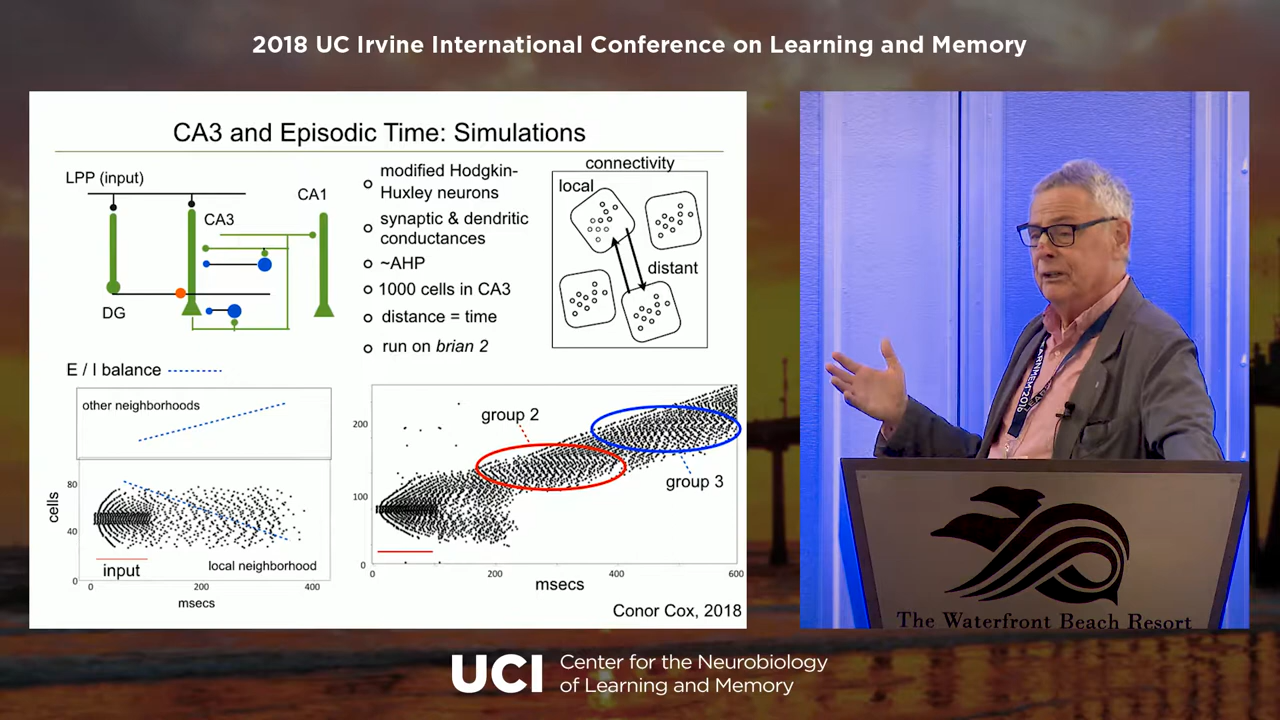 2018 UC Irvine International Conference on Learning and Memory
CA3 and Episodic Time: Simulations
LPP (input)
CA3
CA1
DG
modified Hodgkin-
Huxley neurons
synaptic & dendritic
conductances
~AHP
1000 cells in CA3
distance = time
run on brian 2
connectivity
local
distant
E / I balance
other neighborhoods
cells
80
40
0
input
local neighborhood
0
200
400
msecs
group 2
group 3
200
100
0
0
200
400
600
msecs
Conor Cox, 2018
LEARNMEM2018
The Waterfront Beach Resort
UCI
Center for the Neurobiology
of Learning and Memory